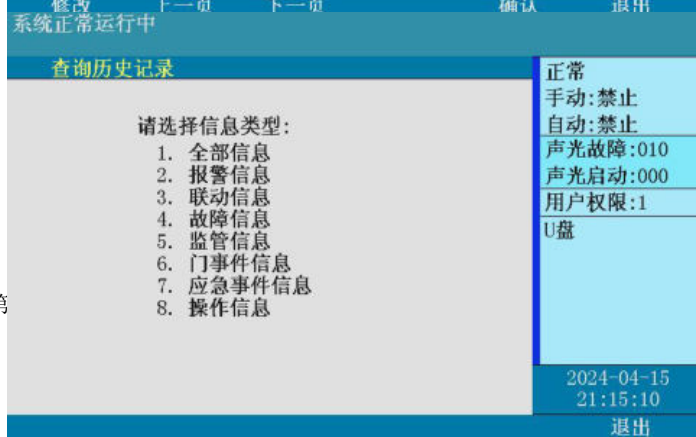 修改 上一页 下一页 确认 退出
系统正常运行中
查询历史记录
请选择信息类型:
1. 全部信息
2. 报警信息
3. 联动信息
4. 故障信息
5. 监管信息
6. 门事件信息
7. 应急事件信息
8. 操作信息
正常
手动:禁止
自动:禁止
声光故障:010
声光启动:000
用户权限:1
U盘
2024-04-15
21:15:10
退出